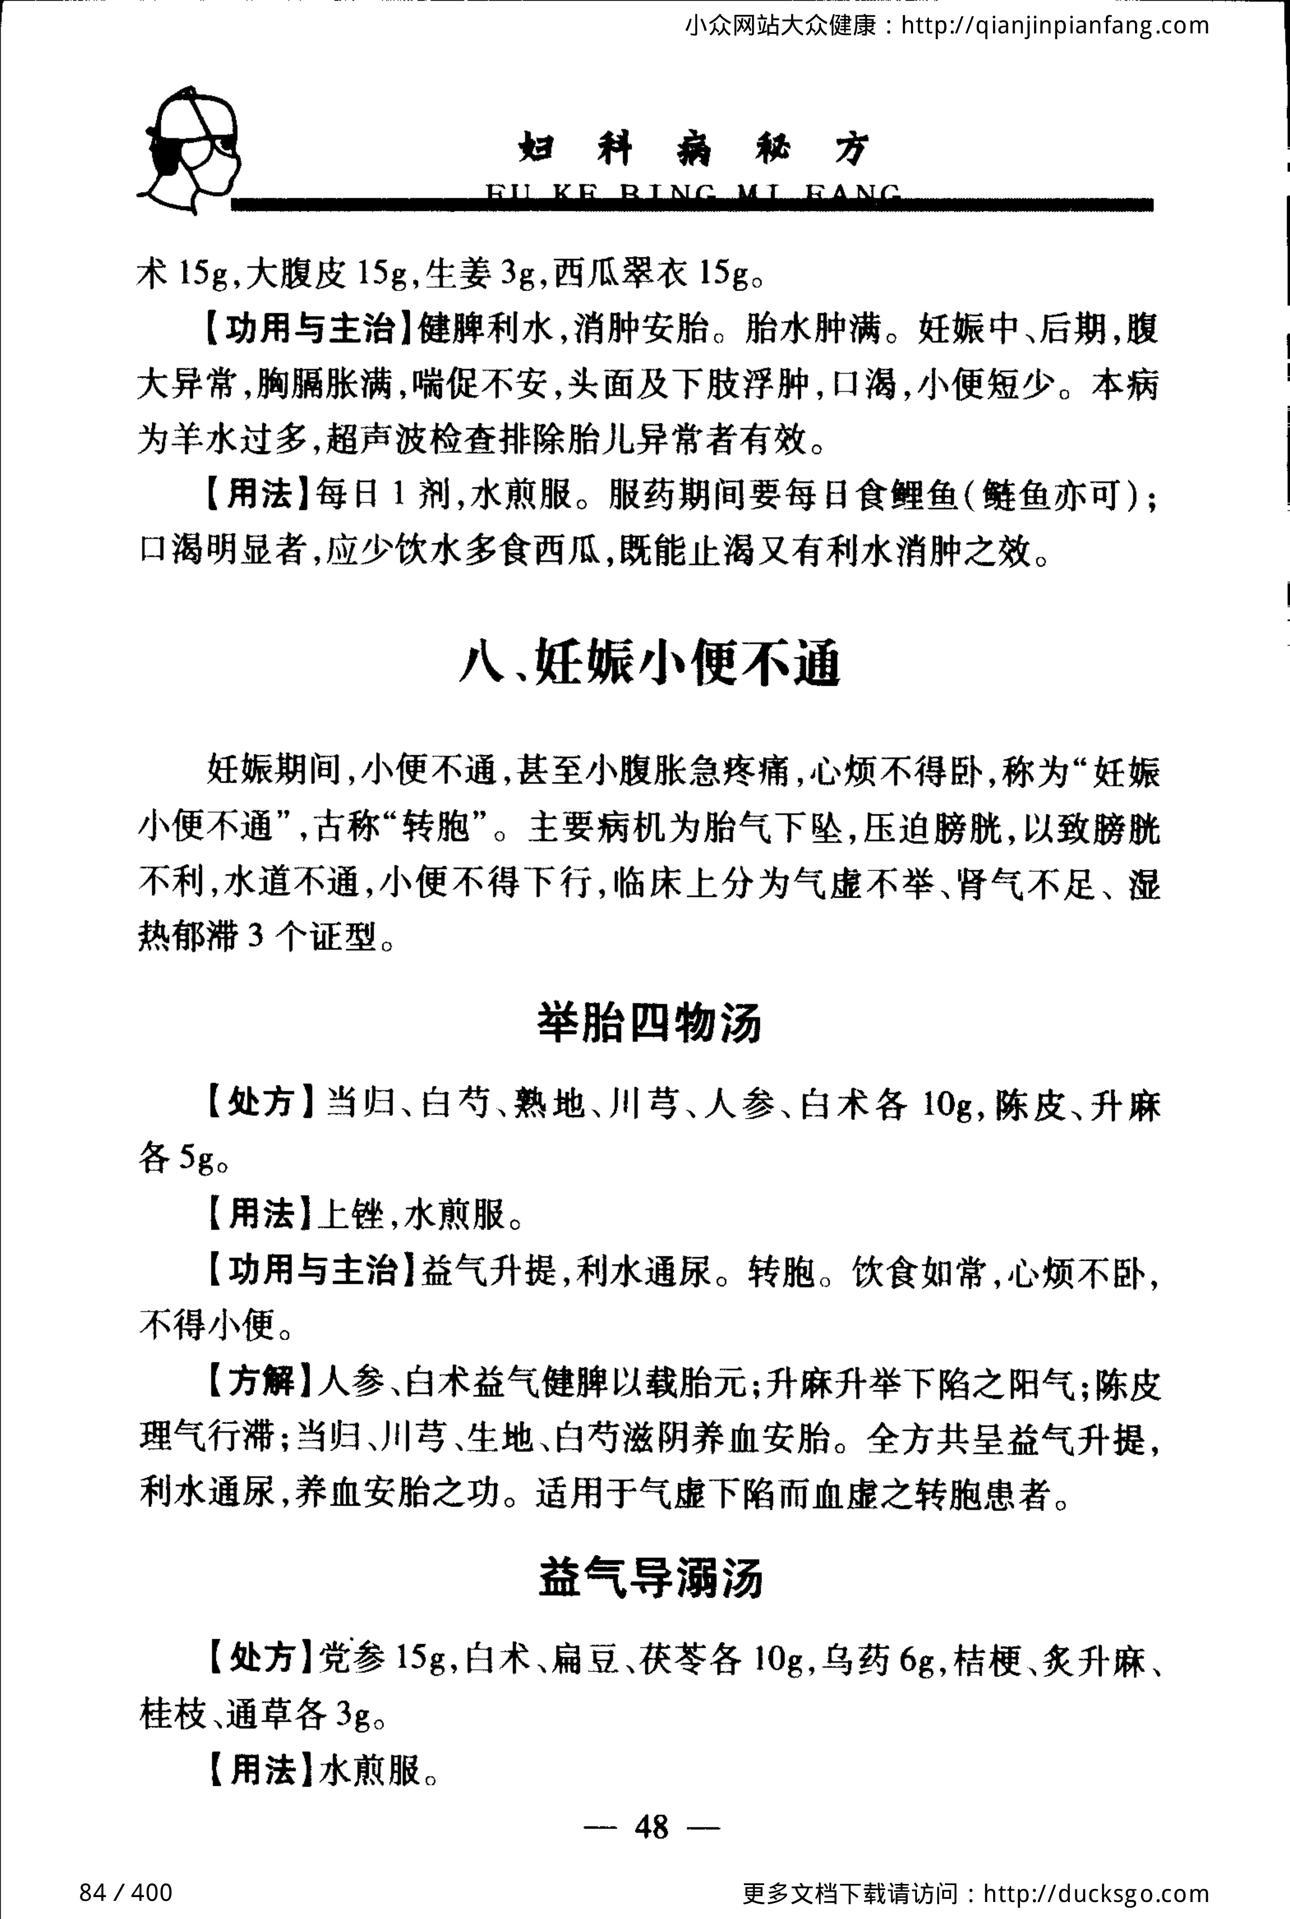 小众网站大众健康：http://qianjinpianfang.com
妇科病秘方
FU KE BING MI FANG
术 15g,大腹皮 15g,生姜 3g,西瓜翠衣 15g。
【功用与主治】健脾利水,消肿安胎。胎水肿满。妊娠中、后期,腹
大异常,胸膈胀满,喘促不安,头面及下肢浮肿,口渴,小便短少。本病
为羊水过多,超声波检查排除胎儿异常者有效。
【用法】每日 1 剂,水煎服。服药期间要每日食鲤鱼(鲢鱼亦可);
口渴明显者,应少饮水多食西瓜,既能止渴又有利水消肿之效。
八、妊娠小便不通
妊娠期间,小便不通,甚至小腹胀急疼痛,心烦不得卧,称为“妊娠
小便不通”,古称“转胞”。主要病机为胎气下坠,压迫膀胱,以致膀胱
不利,水道不通,小便不得下行,临床上分为气虚不举、肾气不足、湿
热郁滞 3 个证型。
举胎四物汤
【处方】当归、白芍、熟地、川芎、人参、白术各 10g,陈皮、升麻
各 5g。
【用法】上锉,水煎服。
【功用与主治】益气升提,利水通尿。转胞。饮食如常,心烦不卧,
不得小便。
【方解】人参、白术益气健脾以载胎元;升麻升举下陷之阳气;陈皮
理气行滞;当归、川芎、生地、白芍滋阴养血安胎。全方共呈益气升提,
利水通尿,养血安胎之功。适用于气虚下陷而血虚之转胞患者。
益气导溺汤
【处方】党参 15g,白术、扁豆、茯苓各 10g,乌药 6g,桔梗、炙升麻、
桂枝、通草各 3g。
【用法】水煎服。
— 48 —
84 / 400
更多文档下载请访问：http://ducksgo.com